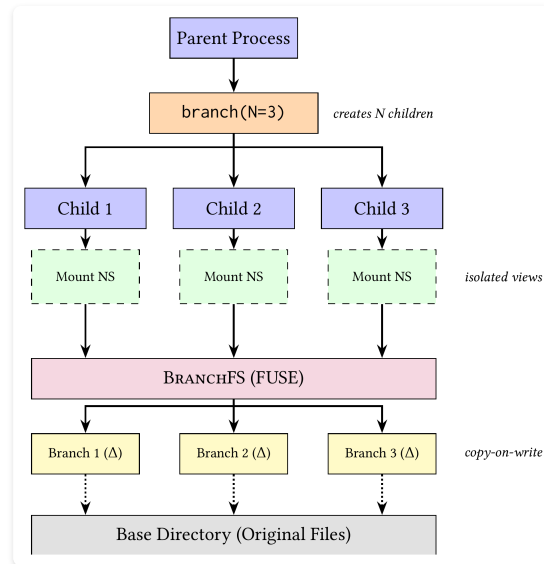 Parent Process
branch(N=3)
creates N children
Child 1
Child 2
Child 3
Mount NS
Mount NS
Mount NS
isolated views
BranchFS (FUSE)
Branch 1 (Δ)
Branch 2 (Δ)
Branch 3 (Δ)
copy-on-write
Base Directory (Original Files)